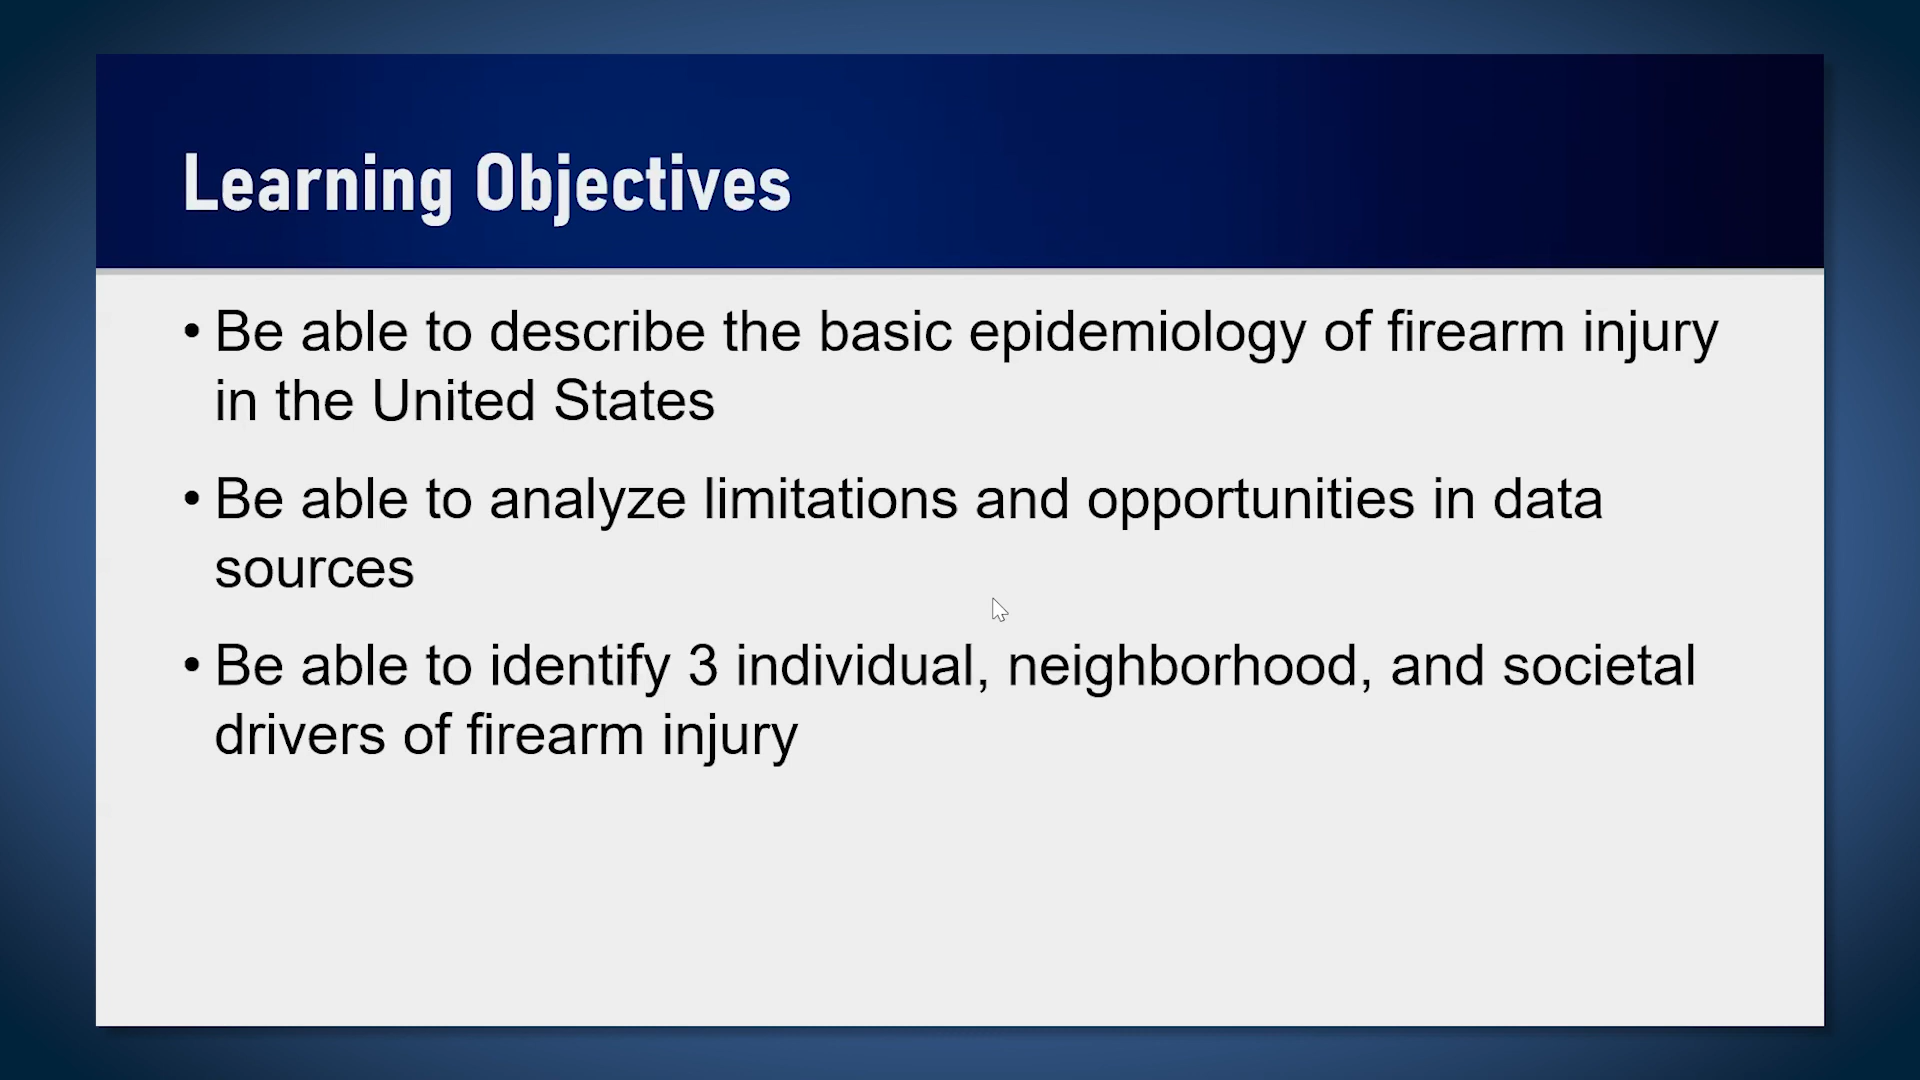 Learning Objectives
• Be able to describe the basic epidemiology of firearm injury
in the United States
• Be able to analyze limitations and opportunities in data
sources
• Be able to identify 3 individual, neighborhood, and societal
drivers of firearm injury